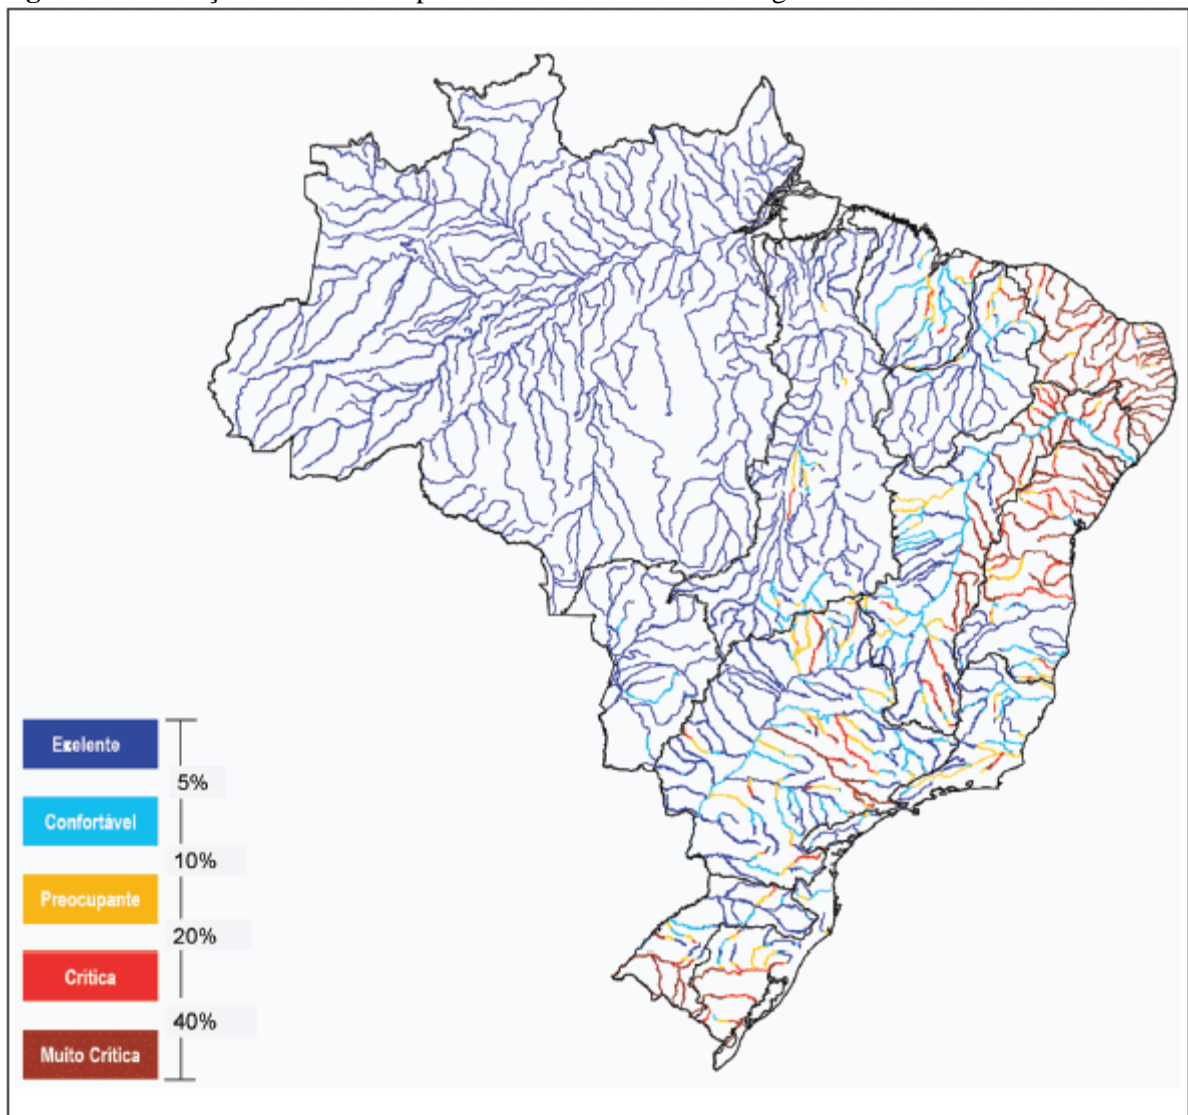 Exelente
5%
Confortável
10%
Preocupante
20%
Crítica
40%
Muito Crítica